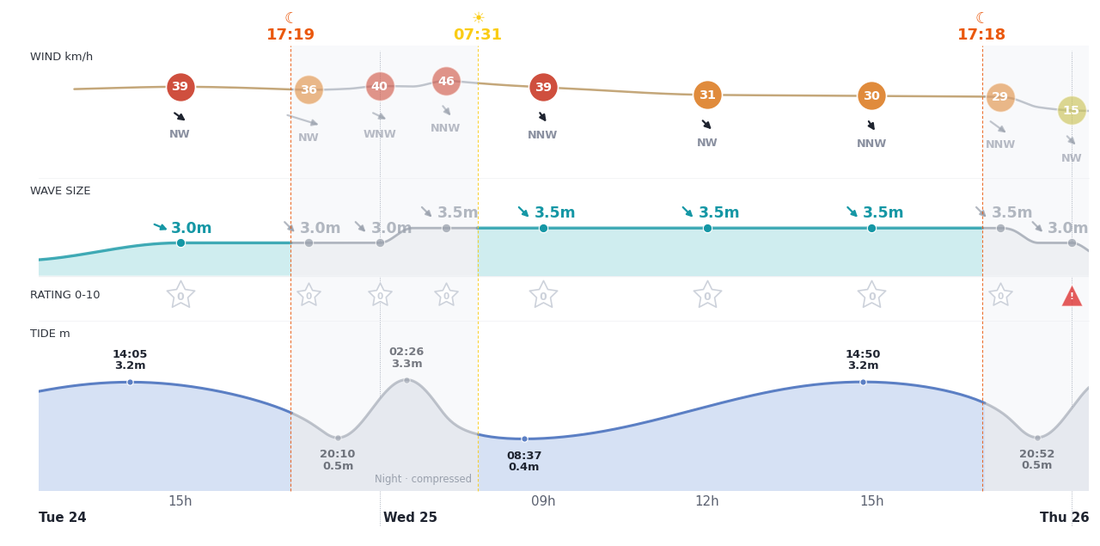 17:19
07:31
17:18
WIND km/h
39 36 40 46 39 31 30 29 15
NW NW WNW NNW NNW NW NNW NNW NW
WAVE SIZE
3.0m 3.0m 3.0m 3.5m 3.5m 3.5m 3.5m 3.5m 3.0m
RATING 0-10
0 0 0 0 0 0 0 0 !
TIDE m
14:05
3.2m
02:26
3.3m
14:50
3.2m
20:10
0.5m
08:37
0.4m
20:52
0.5m
Night · compressed
15h 09h 12h 15h
Tue 24 Wed 25 Thu 26